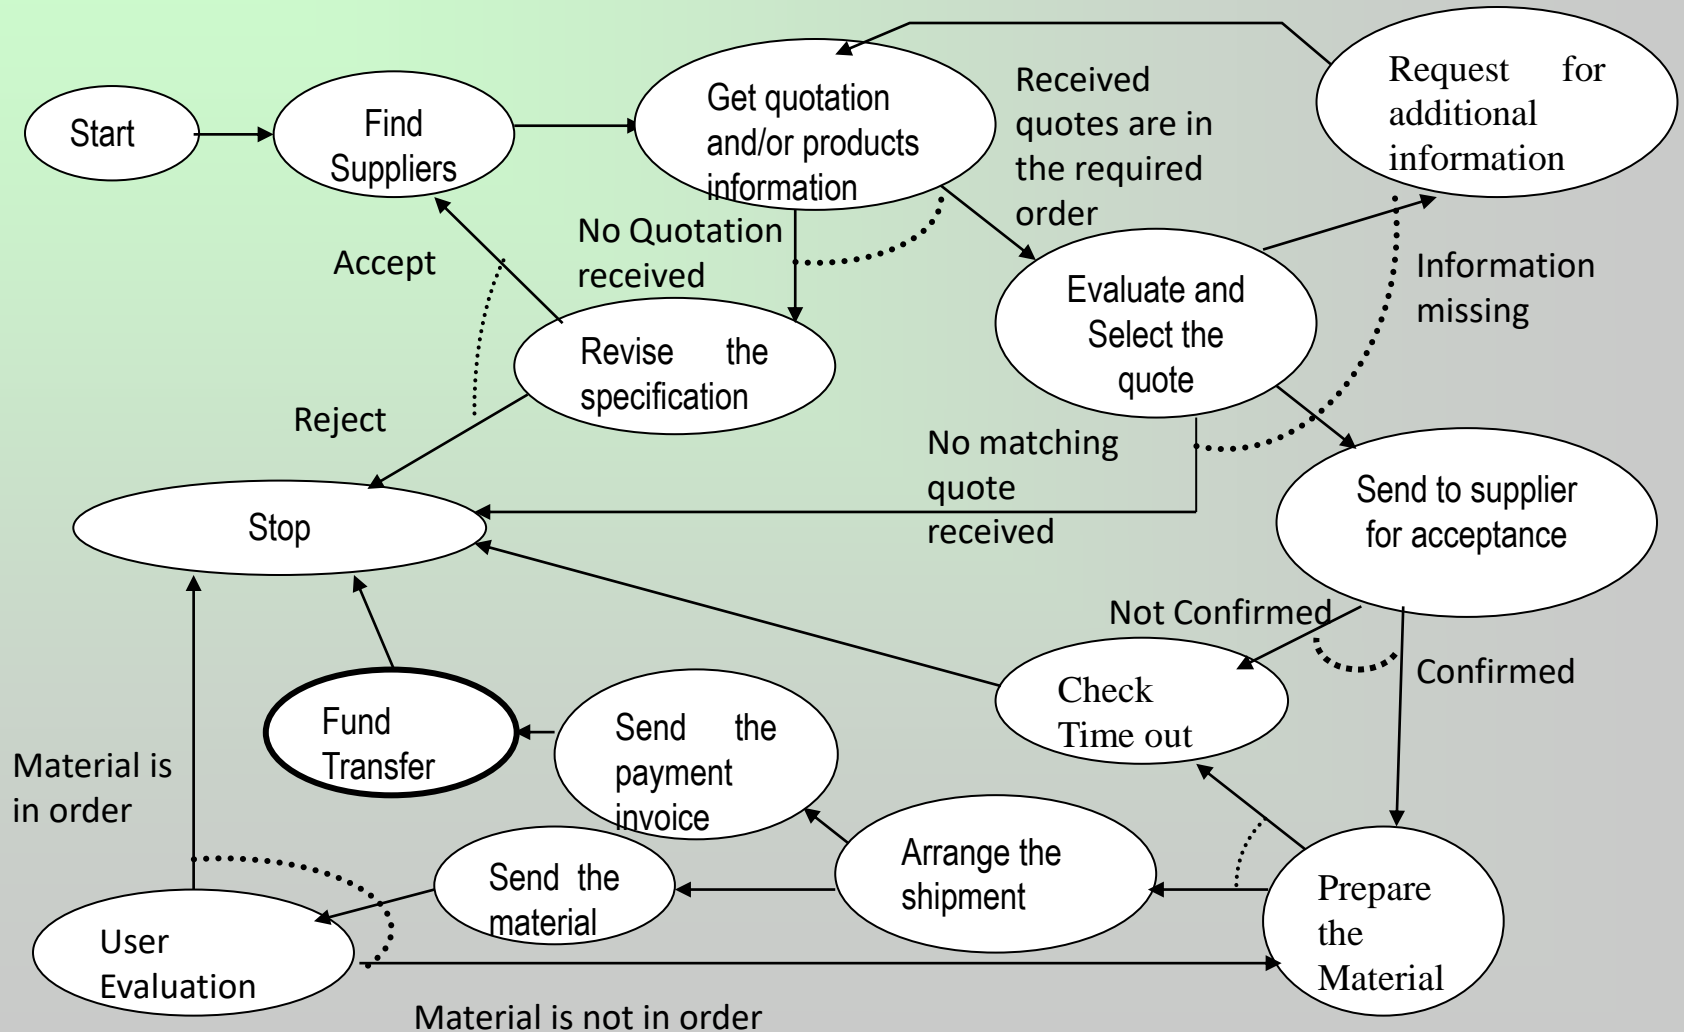 Start
Find
Suppliers
Get quotation
and/or products
information
Received
quotes are in
the required
order
Request for
additional
information
Accept
No Quotation
received
Revise the
specification
Evaluate and
Select the
quote
Information
missing
Reject
No matching
quote
received
Stop
Send to supplier
for acceptance
Not Confirmed
Confirmed
Check
Time out
Fund
Transfer
Send the
payment
invoice
Material is
in order
Send the
material
Arrange the
shipment
Prepare
the
Material
User
Evaluation
Material is not in order